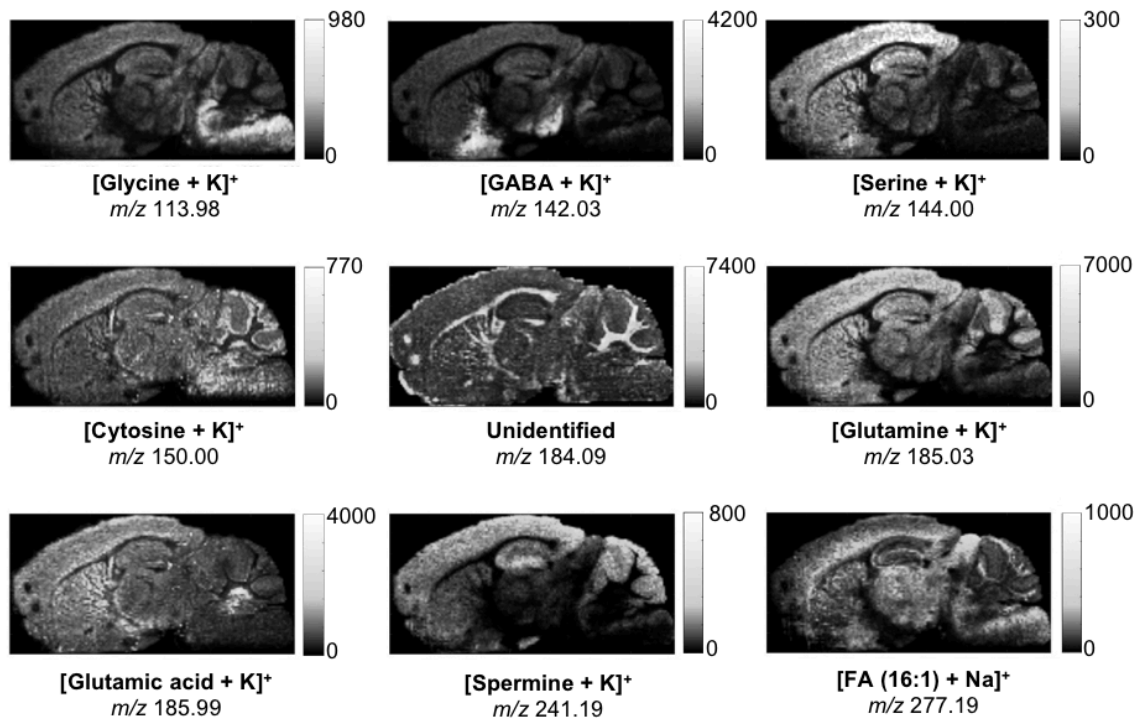 980
0
[Glycine + K]⁺
m/z 113.98
4200
0
[GABA + K]⁺
m/z 142.03
300
0
[Serine + K]⁺
m/z 144.00
770
0
[Cytosine + K]⁺
m/z 150.00
7400
0
Unidentified
m/z 184.09
7000
0
[Glutamine + K]⁺
m/z 185.03
4000
0
[Glutamic acid + K]⁺
m/z 185.99
800
0
[Spermine + K]⁺
m/z 241.19
1000
0
[FA (16:1) + Na]⁺
m/z 277.19